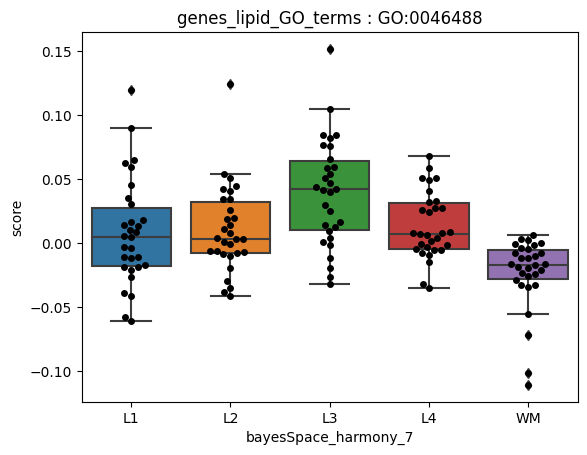 genes_lipid_GO_terms : GO:0046488
0.15
0.10
0.05
0.00
−0.05
−0.10
score
L1 L2 L3 L4 WM
bayesSpace_harmony_7